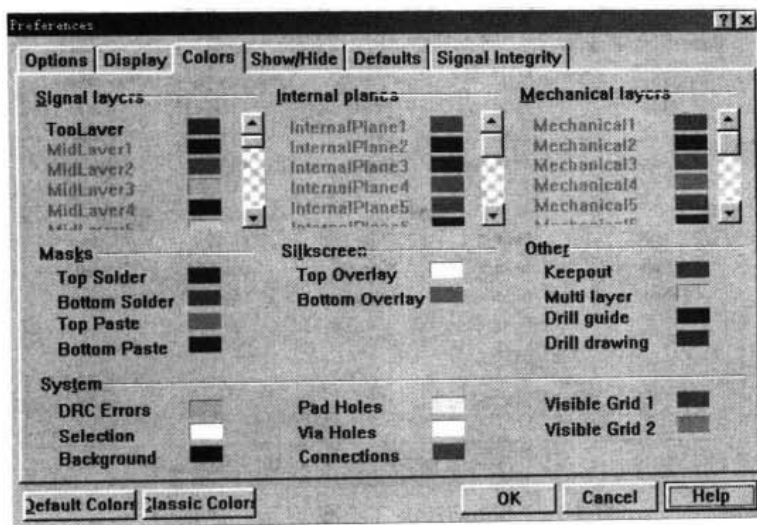 Preferences
Options Display Colors Show/Hide Defaults Signal Integrity
Signal layers
TopLayer
MidLayer1
MidLayer2
MidLayer3
MidLayer4
Internal planes
InternalPlane1
InternalPlane2
InternalPlane3
InternalPlane4
InternalPlane5
Mechanical layers
Mechanical1
Mechanical2
Mechanical3
Mechanical4
Mechanical5
Masks
Top Solder
Bottom Solder
Top Paste
Bottom Paste
Silkscreen
Top Overlay
Bottom Overlay
Other
Keepout
Multi layer
Drill guide
Drill drawing
System
DRC Errors
Selection
Background
Pad Holes
Via Holes
Connections
Visible Grid 1
Visible Grid 2
Default Colors Classic Colors OK Cancel Help